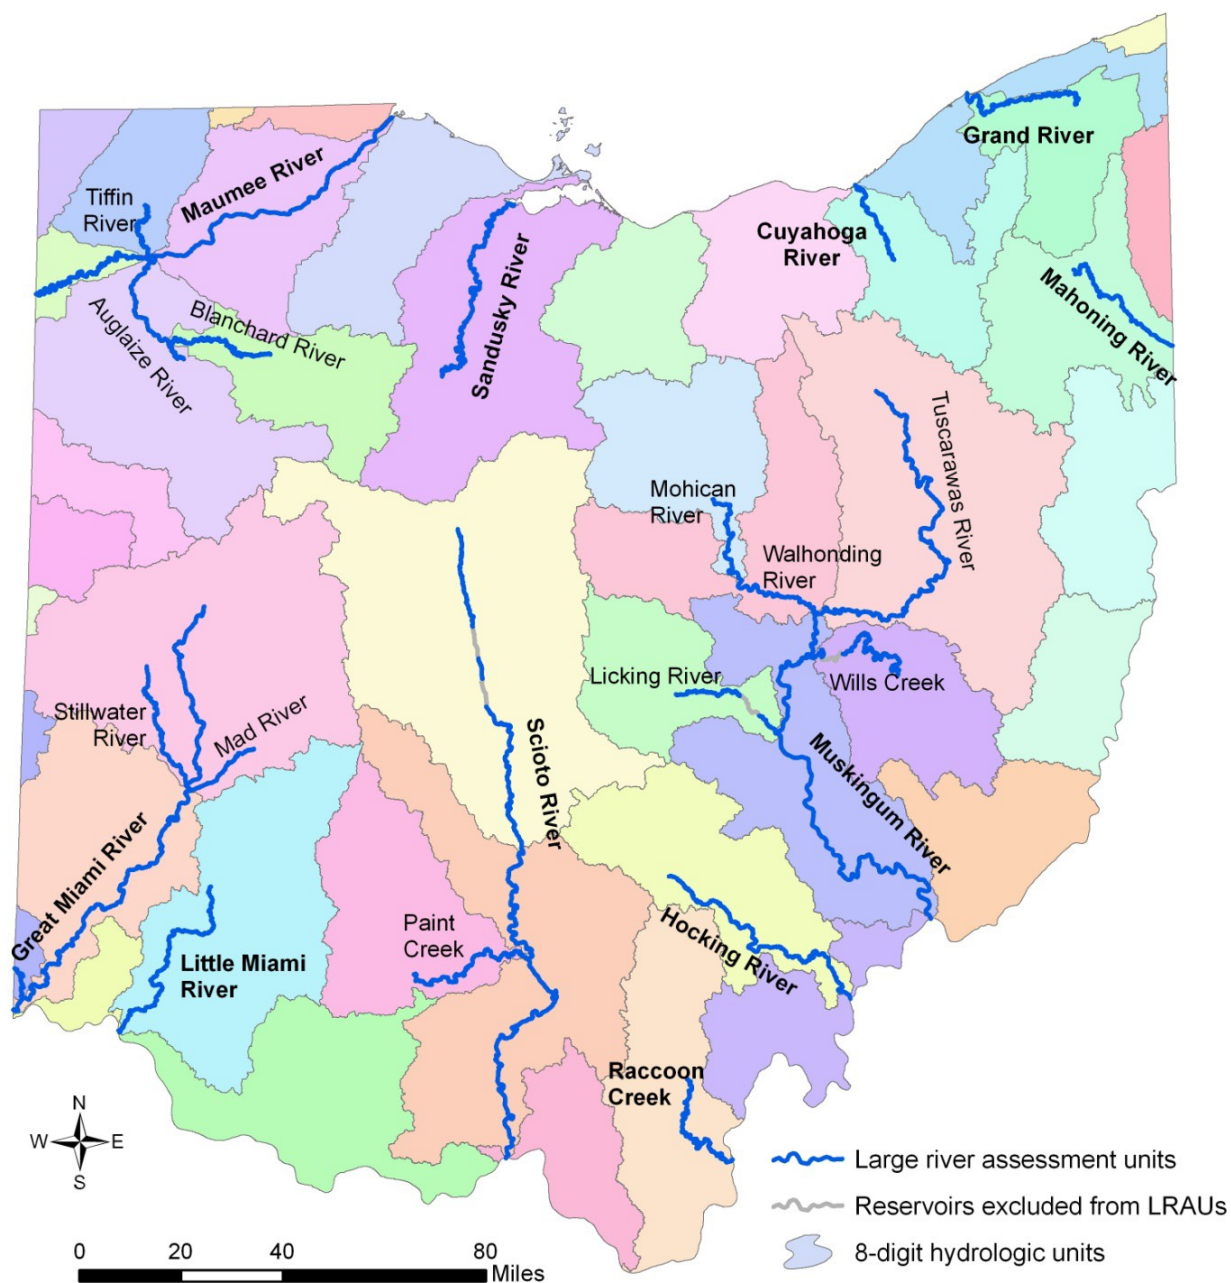 Grand River
Maumee River
Tiffin
River
Cuyahoga
River
Sandusky River
Mahoning River
Auglaize River
Blanchard River
Tuscarawas River
Mohican
River
Walhonding
River
Licking River
Wills Creek
Stillwater
River
Mad River
Scioto River
Muskingum River
Great Miami River
Paint
Creek
Hocking River
Little Miami
River
Raccoon
Creek
N
W
E
S
Large river assessment units
Reservoirs excluded from LRAUs
8-digit hydrologic units
0
20
40
80
Miles